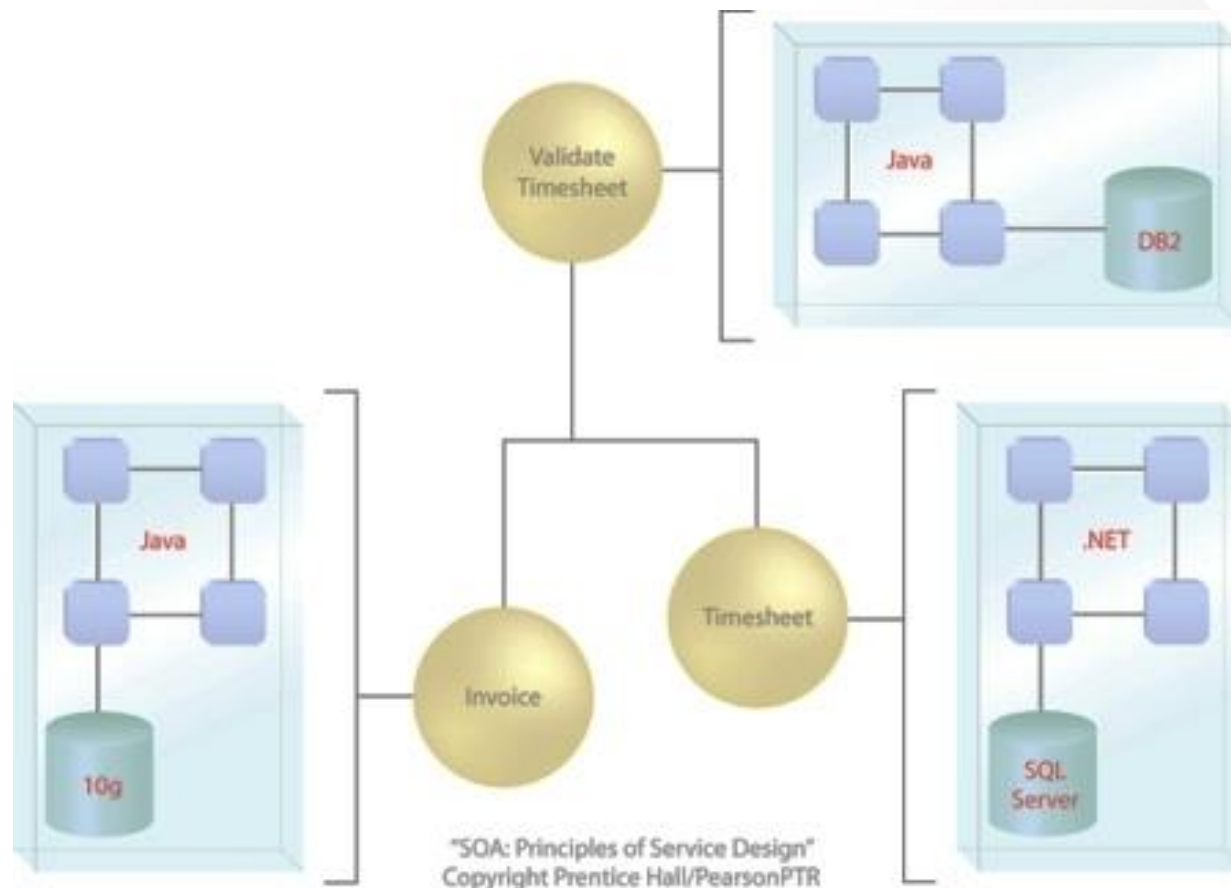 Validate
Timesheet
Java
DB2
Java
10g
Invoice
Timesheet
.NET
SQL
Server
"SOA: Principles of Service Design"
Copyright Prentice Hall/PearsonPTR